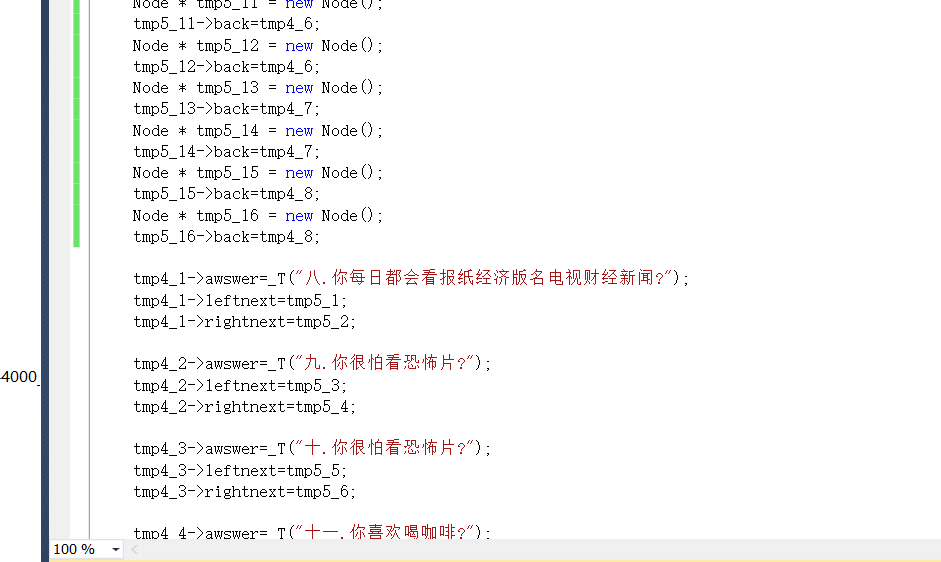 Node * tmp5_11 = new Node();
tmp5_11->back=tmp4_6;
Node * tmp5_12 = new Node();
tmp5_12->back=tmp4_6;
Node * tmp5_13 = new Node();
tmp5_13->back=tmp4_7;
Node * tmp5_14 = new Node();
tmp5_14->back=tmp4_7;
Node * tmp5_15 = new Node();
tmp5_15->back=tmp4_8;
Node * tmp5_16 = new Node();
tmp5_16->back=tmp4_8;
tmp4_1->awswer=_T("八.你每日都会看报纸经济版名电视财经新闻?");
tmp4_1->leftnext=tmp5_1;
tmp4_1->rightnext=tmp5_2;
tmp4_2->awswer=_T("九.你很怕看恐怖片?");
4000
tmp4_2->leftnext=tmp5_3;
tmp4_2->rightnext=tmp5_4;
tmp4_3->awswer=_T("十.你很怕看恐怖片?");
tmp4_3->leftnext=tmp5_5;
tmp4_3->rightnext=tmp5_6;
tmp4_4->awswer=_T("十一.你喜欢喝咖啡?");
100 %